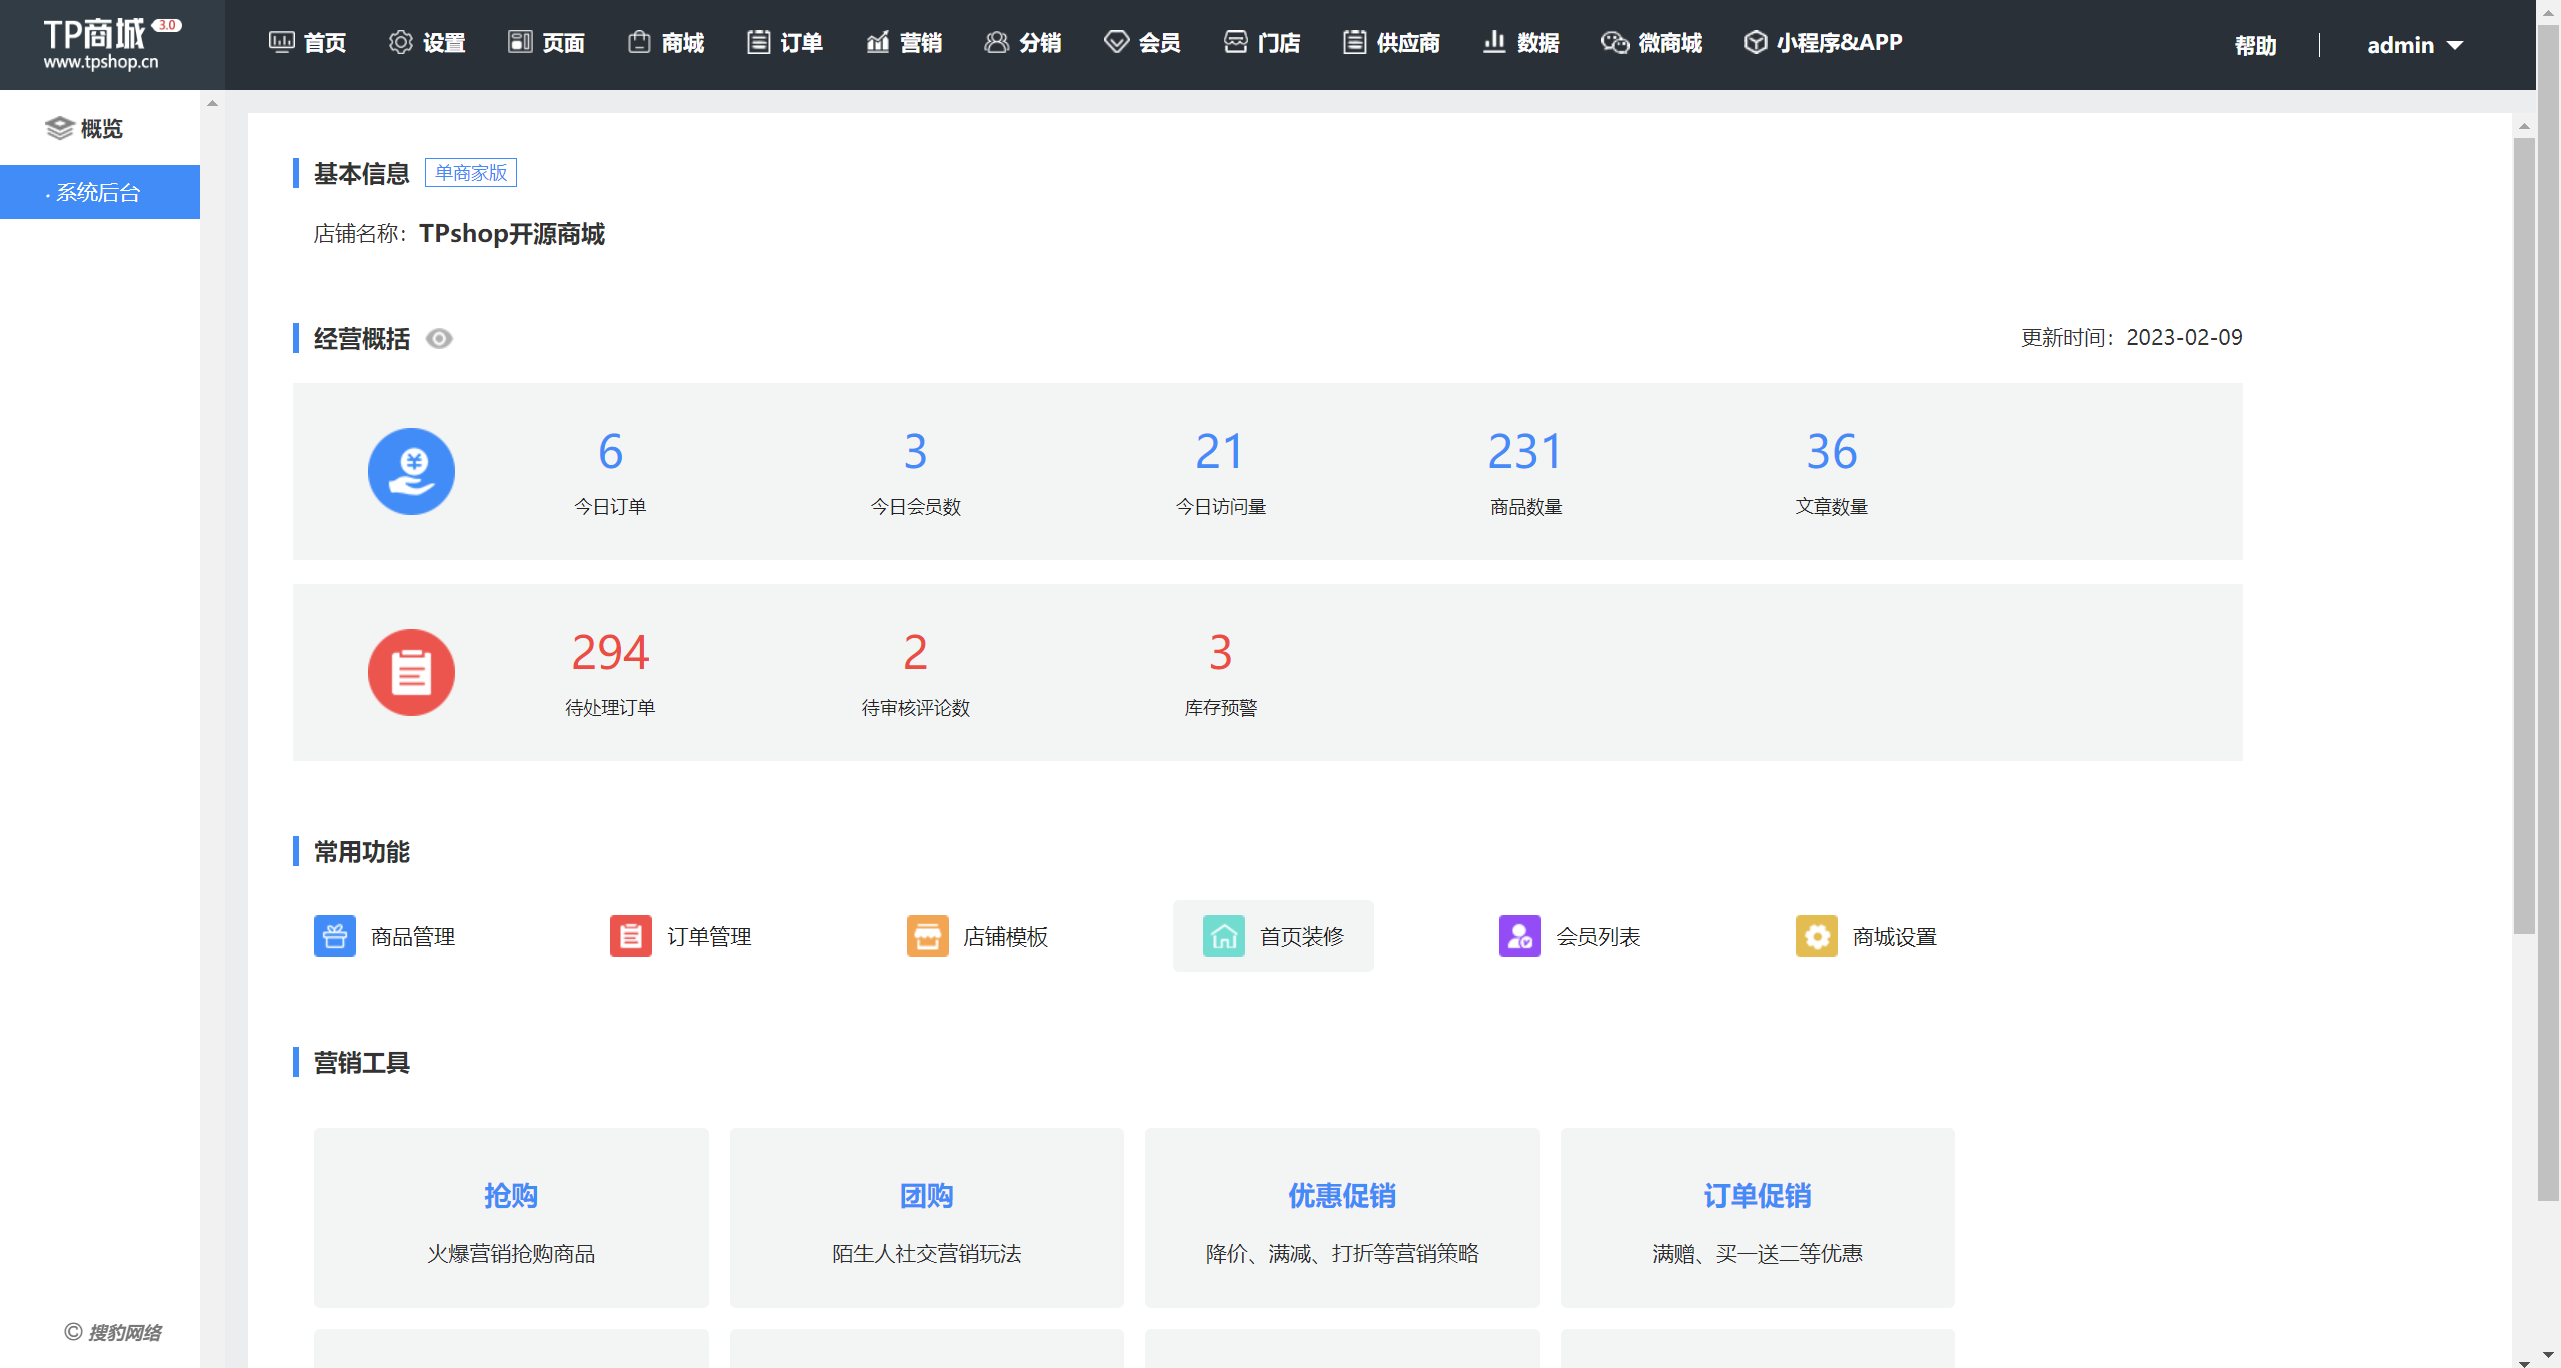 TP商城 3.0
www.tpshop.cn
首页 设置 页面 商城 订单 营销 分销 会员 门店 供应商 数据 微商城 小程序&APP 帮助 admin
概览
. 系统后台
基本信息 单商家版
店铺名称：TPshop开源商城
经营概括 更新时间：2023-02-09
6 3 21 231 36
今日订单 今日会员数 今日访问量 商品数量 文章数量
294 2 3
待处理订单 待审核评论数 库存预警
常用功能
商品管理 订单管理 店铺模板 首页装修 会员列表 商城设置
营销工具
抢购 团购 优惠促销 订单促销
火爆营销抢购商品 陌生人社交营销玩法 降价、满减、打折等营销策略 满赠、买一送二等优惠
© 搜豹网络